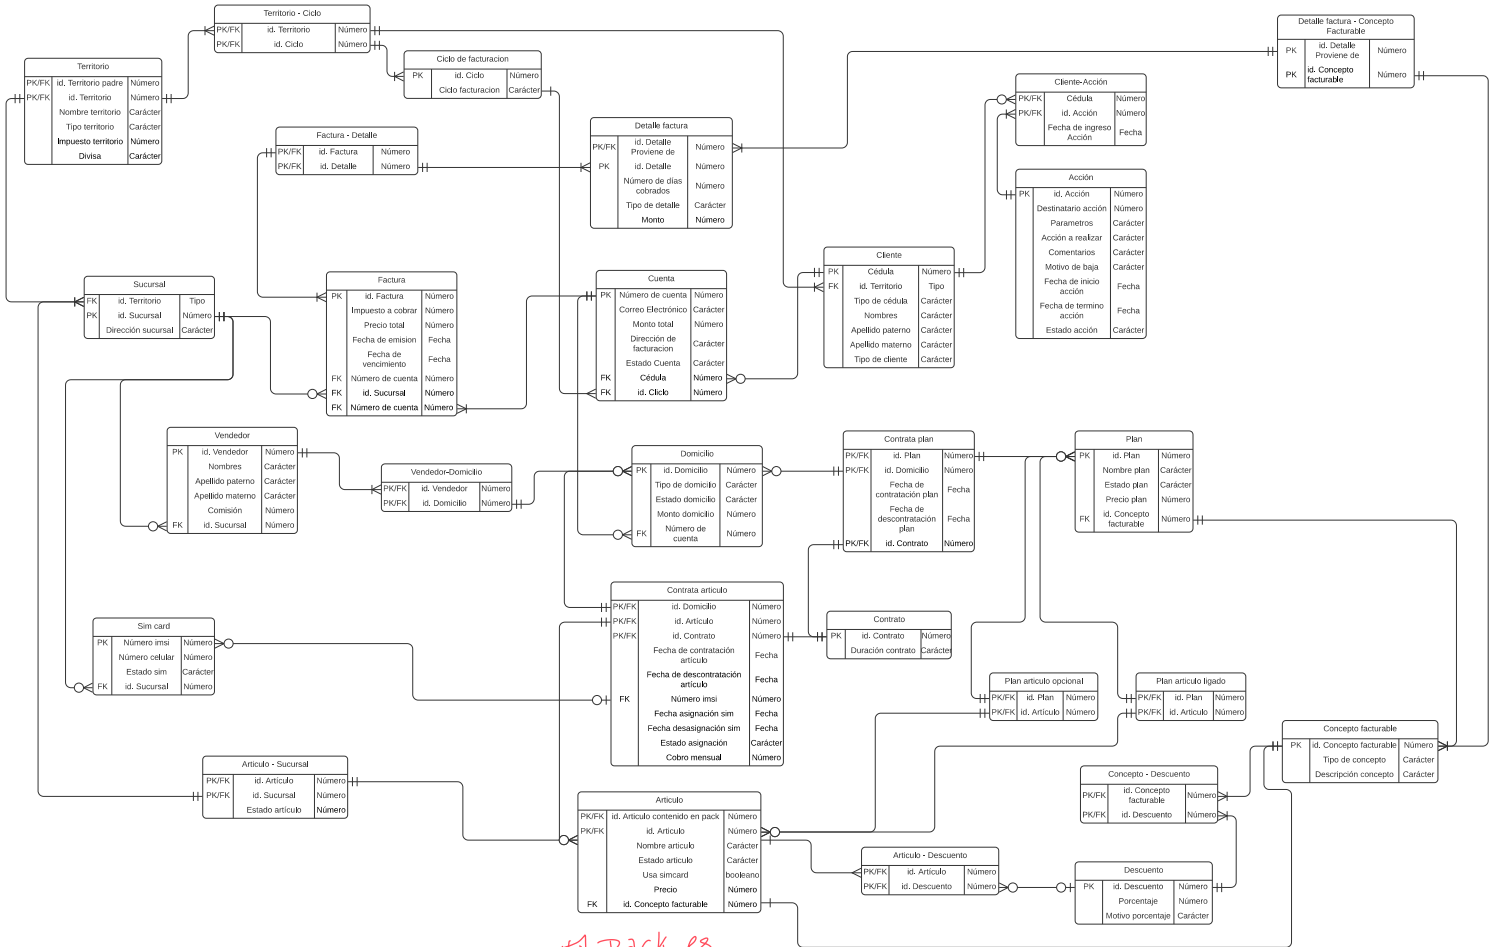 Territorio - Ciclo
PK/FK id. Territorio Número
PK/FK id. Ciclo Número
Detalle factura - Concepto
Facturable
PK id. Detalle Proviene de Número
PK id. Concepto facturable Número
Ciclo de facturacion
PK id. Ciclo Número
Ciclo facturacion Carácter
Territorio
PK/FK id. Territorio padre Número
PK/FK id. Territorio Número
Nombre territorio Carácter
Tipo territorio Carácter
Impuesto territorio Número
Divisa Carácter
Cliente-Acción
PK/FK Cédula Número
PK/FK id. Acción Número
Fecha de ingreso Acción Fecha
Factura - Detalle
PK/FK id. Factura Número
PK/FK id. Detalle Número
Detalle factura
PK/FK id. Detalle Proviene de Número
PK id. Detalle Número
Número de días cobrados Número
Tipo de detalle Carácter
Monto Número
Acción
PK id. Acción Número
Destinatario acción Número
Parametros Carácter
Acción a realizar Carácter
Comentarios Carácter
Motivo de baja Carácter
Fecha de inicio acción Fecha
Fecha de termino acción Fecha
Estado acción Carácter
Sucursal
FK id. Territorio Tipo
PK id. Sucursal Número
Dirección sucursal Carácter
Factura
PK id. Factura Número
Impuesto a cobrar Número
Precio total Número
Fecha de emision Fecha
Fecha de vencimiento Fecha
FK Número de cuenta Número
FK id. Sucursal Número
FK Número de cuenta Número
Cuenta
PK Número de cuenta Número
Correo Electrónico Carácter
Monto total Número
Dirección de facturacion Carácter
Estado Cuenta Carácter
FK Cédula Número
FK id. Cliclo Número
Cliente
PK Cédula Número
FK id. Territorio Tipo
Tipo de cédula Carácter
Nombres Carácter
Apellido paterno Carácter
Apellido materno Carácter
Tipo de cliente Carácter
Vendedor
PK id. Vendedor Número
Nombres Carácter
Apellido paterno Carácter
Apellido materno Carácter
Comisión Número
FK id. Sucursal Número
Vendedor-Domicilio
PK/FK id. Vendedor Número
PK/FK id. Domicilio Número
Domicilio
PK id. Domicilio Número
Tipo de domicilio Carácter
Estado domicilio Carácter
Monto domicilio Número
FK Número de cuenta Número
Contrata plan
PK/FK id. Plan Número
PK/FK id. Domicilio Número
Fecha de contratación plan Fecha
Fecha de descontratación plan Fecha
PK/FK id. Contrato Número
Plan
PK id. Plan Número
Nombre plan Carácter
Estado plan Carácter
Precio plan Número
FK id. Concepto facturable Número
Contrata articulo
PK/FK id. Domicilio Número
PK/FK id. Artículo Número
PK/FK id. Contrato Número
Fecha de contratación artículo Fecha
Fecha de descontratación artículo Fecha
FK Número imsi Número
Fecha asignación sim Fecha
Fecha desasignación sim Fecha
Estado asignación Carácter
Cobro mensual Número
Contrato
PK id. Contrato Número
Duración contrato Carácter
Sim card
PK Número imsi Número
Número celular Número
Estado sim Carácter
FK id. Sucursal Número
Plan articulo opcional
PK/FK id. Plan Número
PK/FK id. Artículo Número
Plan articulo ligado
PK/FK id. Plan Número
PK/FK id. Artículo Número
Concepto facturable
PK id. Concepto facturable Número
Tipo de concepto Carácter
Descripción concepto Carácter
Articulo - Sucursal
PK/FK id. Artículo Número
PK/FK id. Sucursal Número
Estado artículo Número
Concepto - Descuento
PK/FK id. Concepto facturable Número
PK/FK id. Descuento Número
Articulo
PK/FK id. Articulo contenido en pack Número
PK/FK id. Articulo Número
Nombre articulo Carácter
Estado articulo Carácter
Usa simcard booleano
Precio Número
FK id. Concepto facturable Número
Articulo - Descuento
PK/FK id. Artículo Número
PK/FK id. Descuento Número
Descuento
PK id. Descuento Número
Porcentaje Número
Motivo porcentaje Carácter